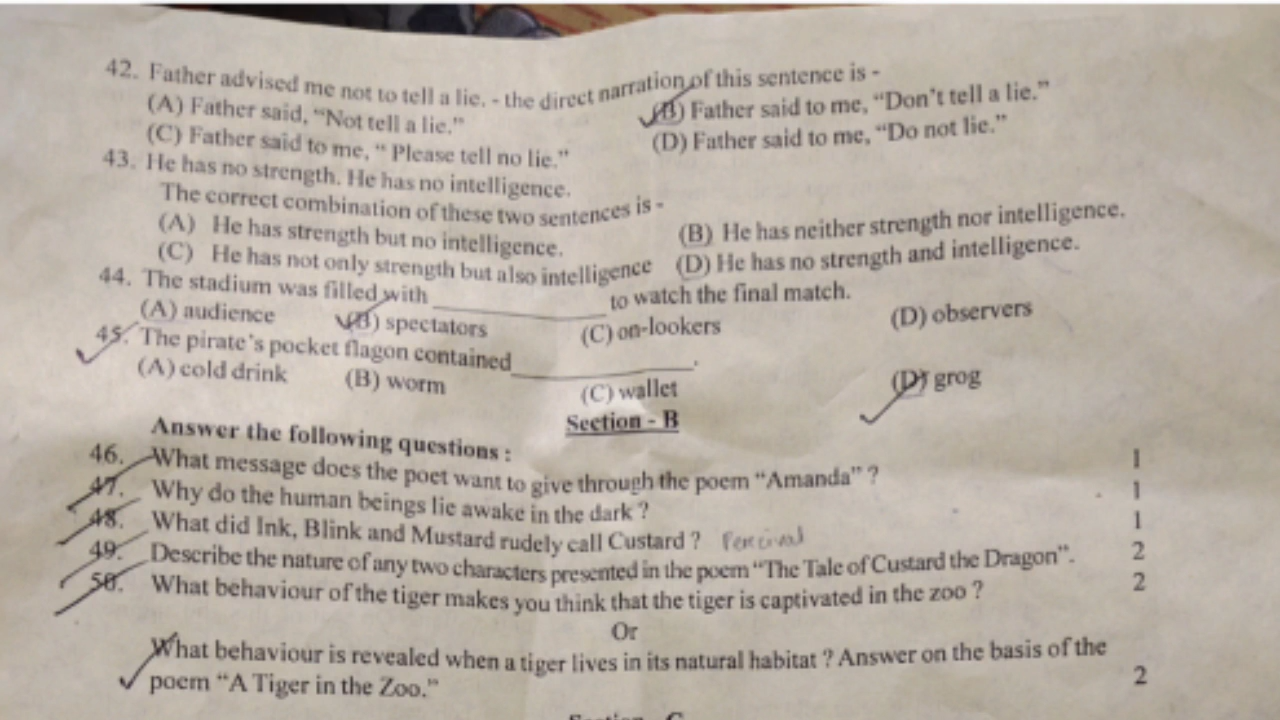 42. Father advised me not to tell a lie. - the direct narration of this sentence is -
(A) Father said, "Not tell a lie." (B) Father said to me, "Don't tell a lie."
(C) Father said to me, " Please tell no lie." (D) Father said to me, "Do not lie."
43. He has no strength. He has no intelligence.
The correct combination of these two sentences is -
(A) He has strength but no intelligence. (B) He has neither strength nor intelligence.
(C) He has not only strength but also intelligence (D) He has no strength and intelligence.
44. The stadium was filled with ____________ to watch the final match.
(A) audience (B) spectators (C) on-lookers (D) observers
45. The pirate's pocket flagon contained ____________.
(A) cold drink (B) worm (C) wallet (D) grog
Section - B
Answer the following questions :
46. What message does the poet want to give through the poem "Amanda" ? 1
47. Why do the human beings lie awake in the dark ? 1
48. What did Ink, Blink and Mustard rudely call Custard ? Percival 1
49. Describe the nature of any two characters presented in the poem "The Tale of Custard the Dragon". 2
50. What behaviour of the tiger makes you think that the tiger is captivated in the zoo ? 2
Or
What behaviour is revealed when a tiger lives in its natural habitat ? Answer on the basis of the
poem "A Tiger in the Zoo." 2